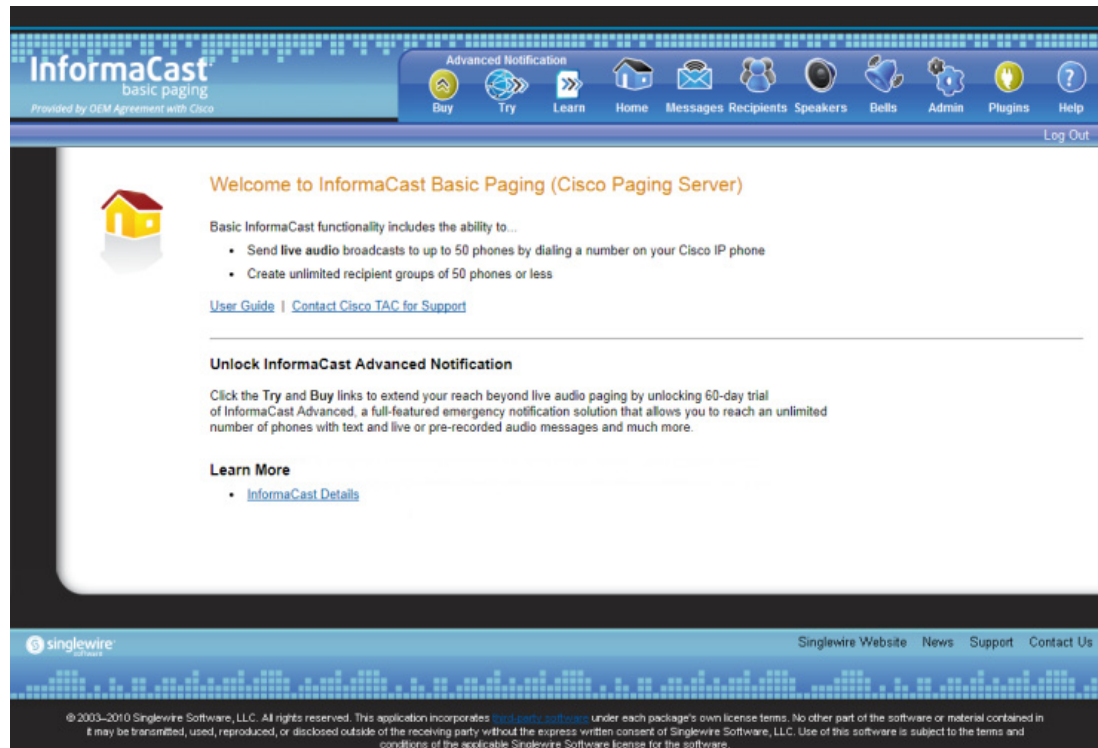 InformaCast
basic paging
Provided by OEM Agreement with Cisco
Advanced Notification
Buy Try Learn Home Messages Recipients Speakers Bells Admin Plugins Help
Log Out
Welcome to InformaCast Basic Paging (Cisco Paging Server)
Basic InformaCast functionality includes the ability to...
• Send live audio broadcasts to up to 50 phones by dialing a number on your Cisco IP phone
• Create unlimited recipient groups of 50 phones or less
User Guide | Contact Cisco TAC for Support
Unlock InformaCast Advanced Notification
Click the Try and Buy links to extend your reach beyond live audio paging by unlocking 60-day trial
of InformaCast Advanced, a full-featured emergency notification solution that allows you to reach an unlimited
number of phones with text and live or pre-recorded audio messages and much more.
Learn More
• InformaCast Details
singlewire
software
Singlewire Website News Support Contact Us
© 2003–2010 Singlewire Software, LLC. All rights reserved. This application incorporates third-party software under each package's own license terms. No other part of the software or material contained in
it may be transmitted, used, reproduced, or disclosed outside of the receiving party without the express written consent of Singlewire Software, LLC. Use of this software is subject to the terms and
conditions of the applicable Singlewire Software license for the software.